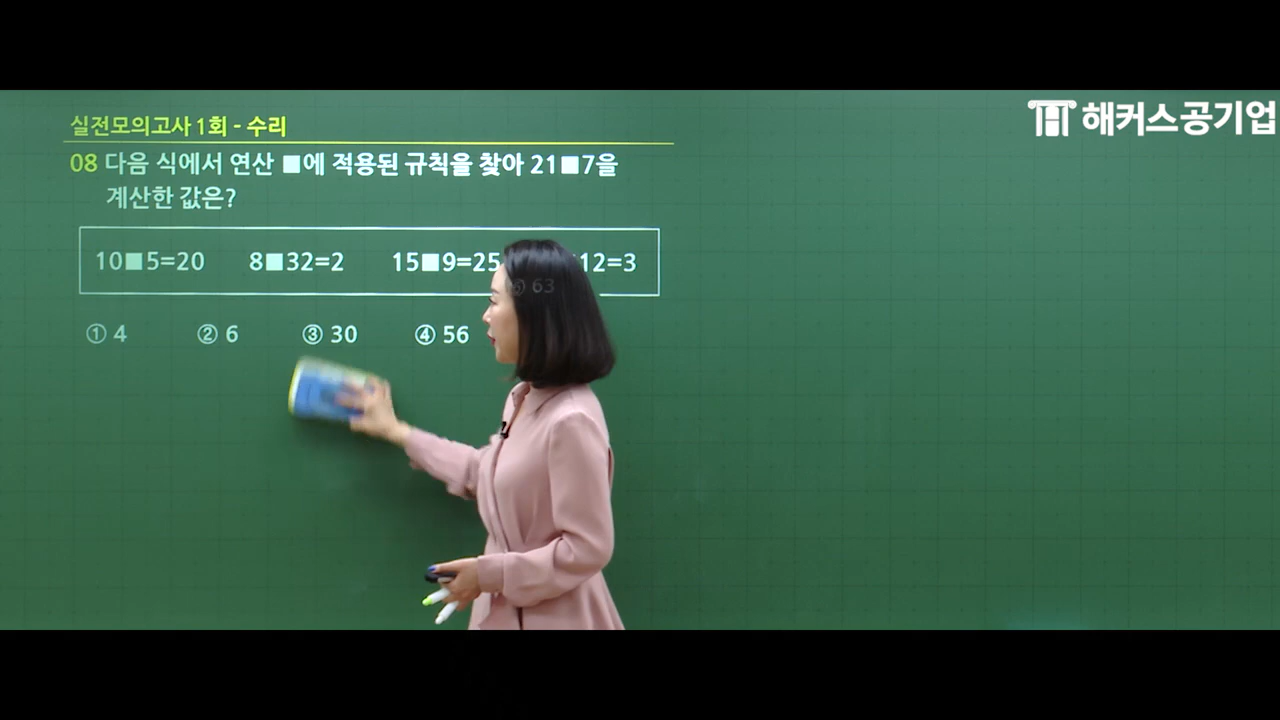 해커스공기업
실전모의고사 1회 - 수리
08 다음 식에서 연산 ■에 적용된 규칙을 찾아 21■7을
계산한 값은?
10■5=20 8■32=2 15■9=25 12=3
① 4 ② 6 ③ 30 ④ 56 ⑤ 63